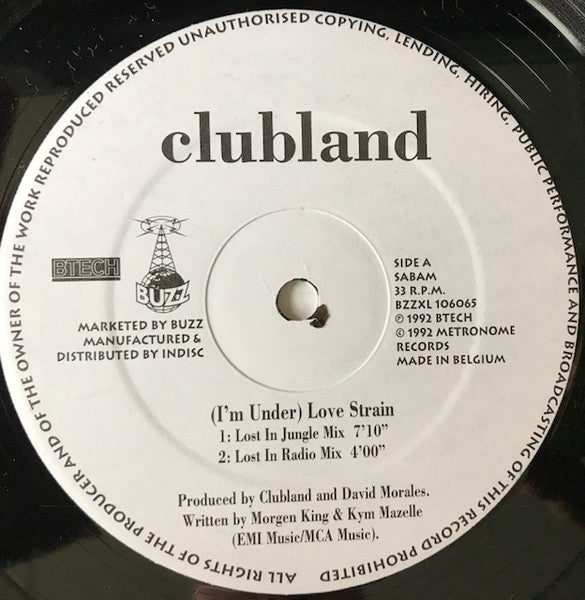 ALL RIGHTS OF THE PRODUCER AND OF THE OWNER OF THE WORK REPRODUCED RESERVED UNAUTHORISED COPYING, LENDING, HIRING, PUBLIC PERFORMANCE AND BROADCASTING OF THIS RECORD PROHIBITED
clubland
BTECH
BUZZ
MARKETED BY BUZZ
MANUFACTURED &
DISTRIBUTED BY INDISC
SIDE A
SABAM
33 R.P.M.
BZZXL 106065
℗ 1992 BTECH
© 1992 METRONOME
RECORDS
MADE IN BELGIUM
(I'm Under) Love Strain
1: Lost In Jungle Mix 7'10"
2: Lost In Radio Mix 4'00"
Produced by Clubland and David Morales.
Written by Morgen King & Kym Mazelle
(EMI Music/MCA Music).